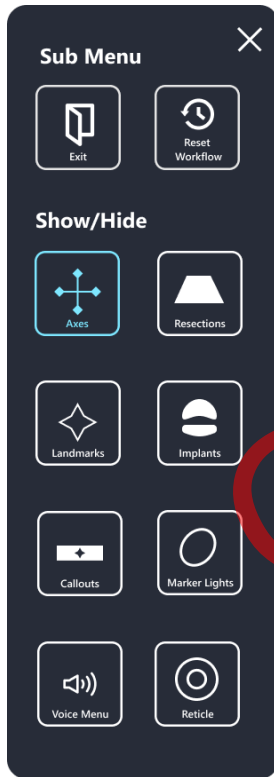 Sub Menu
Exit
Reset
Workflow
Show/Hide
Axes
Resections
Landmarks
Implants
Callouts
Marker Lights
Voice Menu
Reticle